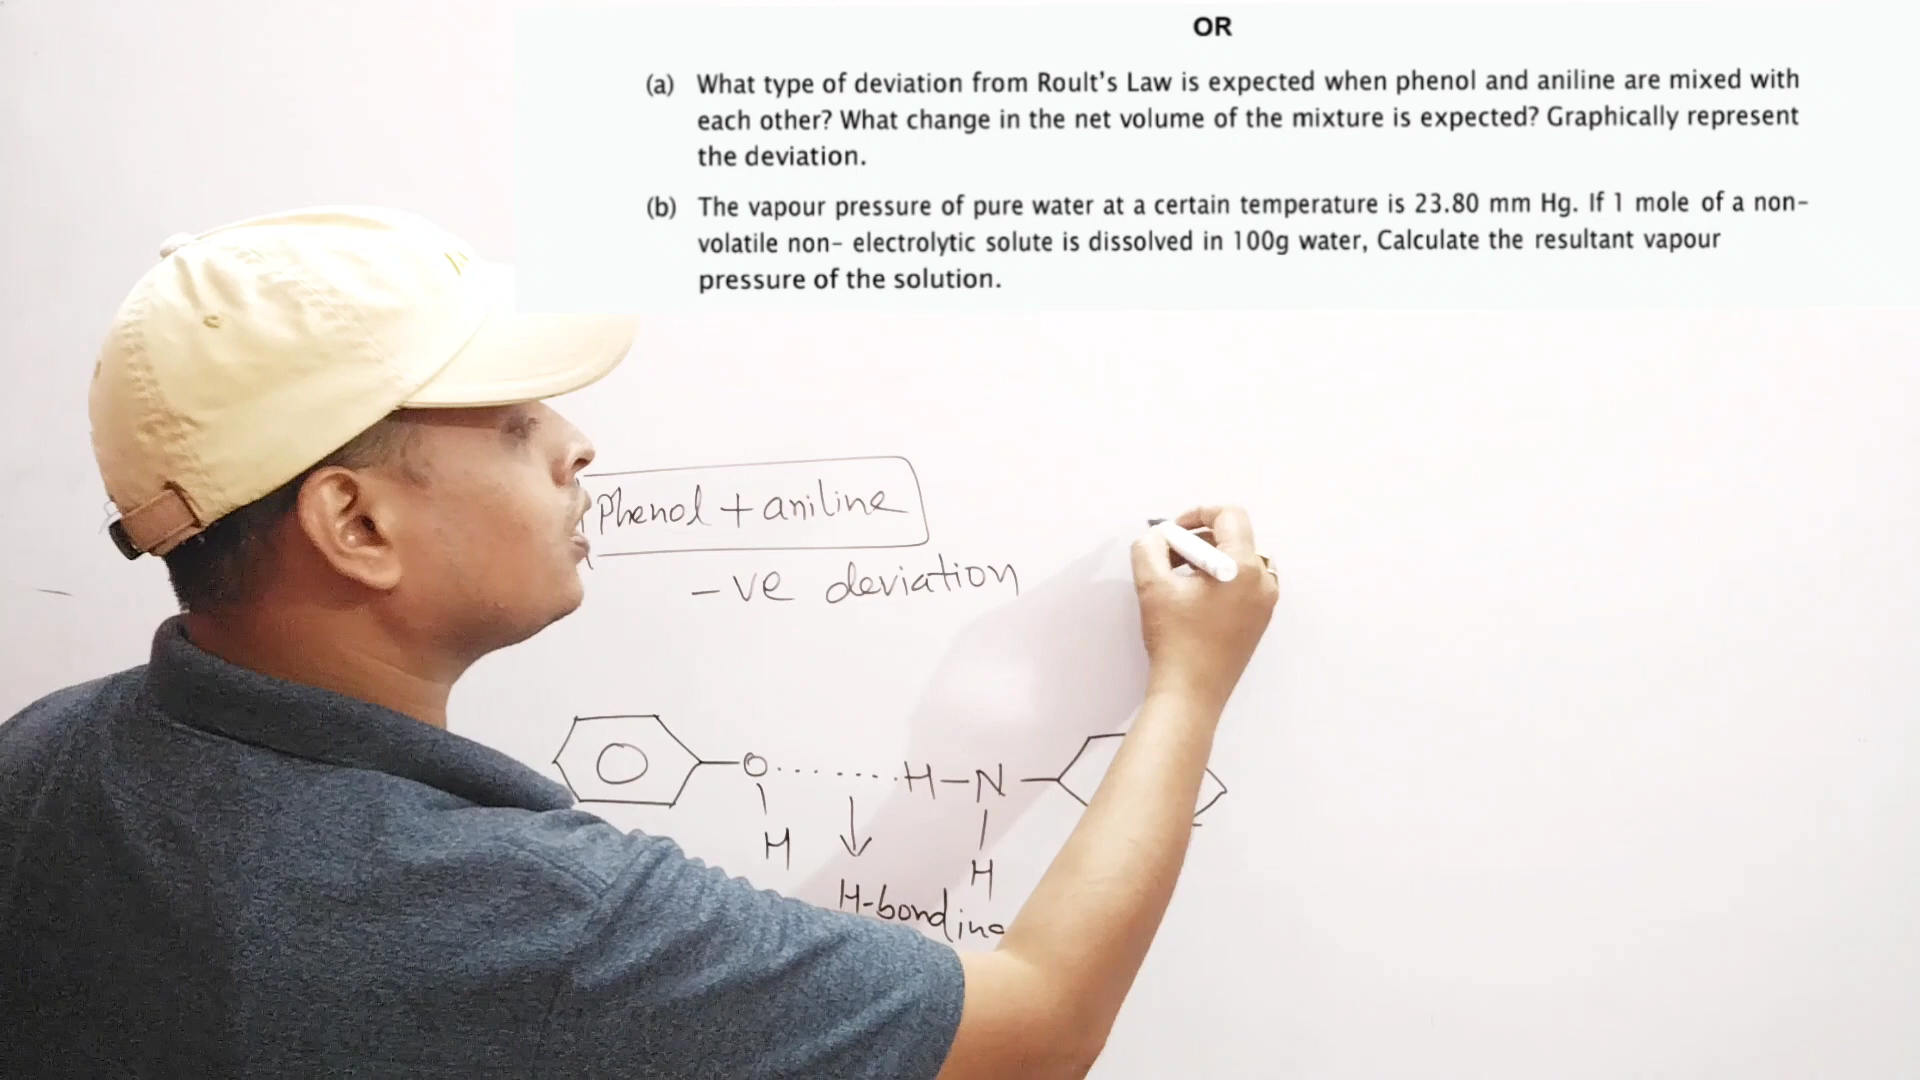 OR
(a) What type of deviation from Roult's Law is expected when phenol and aniline are mixed with
each other? What change in the net volume of the mixture is expected? Graphically represent
the deviation.
(b) The vapour pressure of pure water at a certain temperature is 23.80 mm Hg. If 1 mole of a non-
volatile non- electrolytic solute is dissolved in 100g water, Calculate the resultant vapour
pressure of the solution.
Phenol + aniline
-ve deviation
O........H-N
H
H
H-bonding